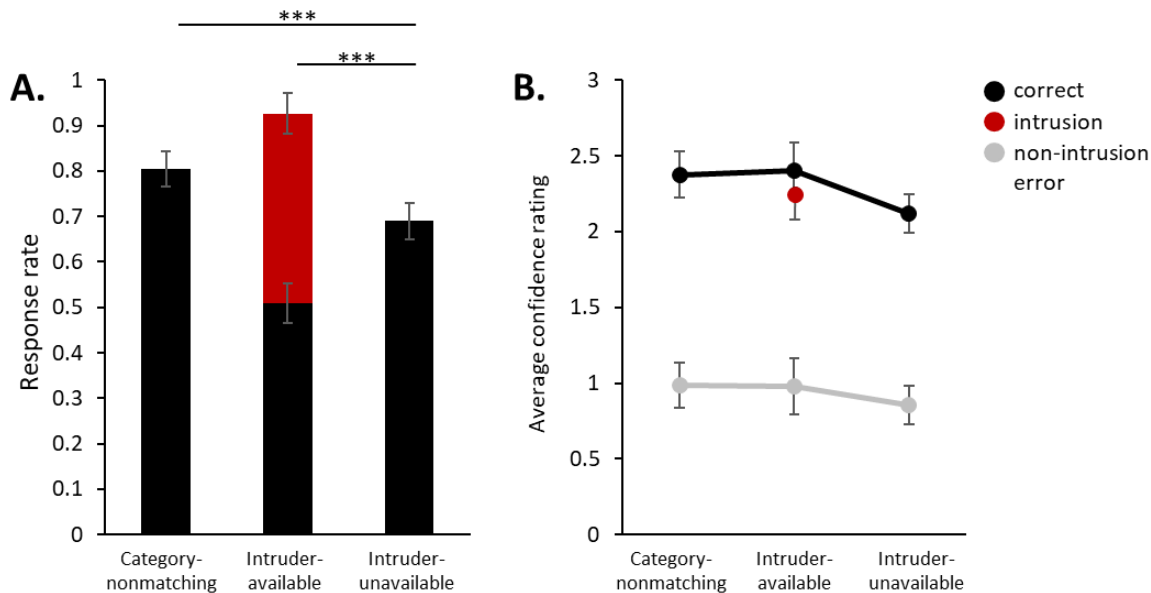 ***
***
A.
Response rate
1
0.9
0.8
0.7
0.6
0.5
0.4
0.3
0.2
0.1
0
Category-
nonmatching
Intruder-
available
Intruder-
unavailable
B.
Average confidence rating
3
2.5
2
1.5
1
0.5
0
Category-
nonmatching
Intruder-
available
Intruder-
unavailable
correct
intrusion
non-intrusion
error